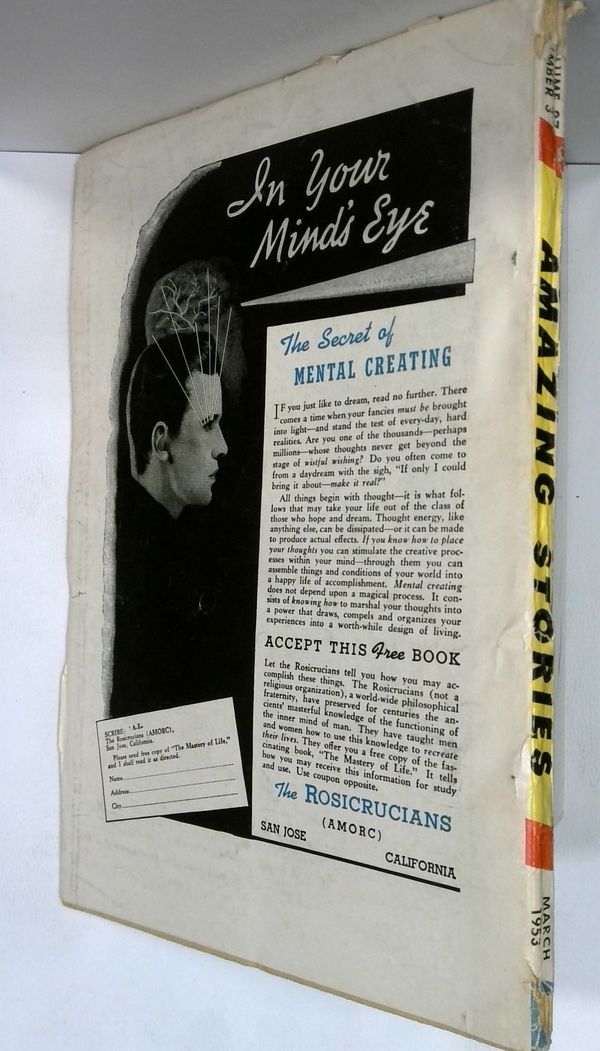 In Your
Mind's Eye
The Secret of
MENTAL CREATING
IF you just like to dream, read no further. There
comes a time when your fancies must be brought
into light—and stand the test of every-day, hard
realities. Are you one of the thousands—perhaps
millions—whose thoughts never get beyond the
stage of wistful wishing? Do you often come to
from a daydream with the sigh, "If only I could
bring it about—make it real?"
All things begin with thought—it is what fol-
lows that may take your life out of the class of
those who hope and dream. Thought energy, like
anything else, can be dissipated—or it can be made
to produce actual effects. If you know how to place
your thoughts you can stimulate the creative proc-
esses within your mind—through them you can
assemble things and conditions of your world into
a happy life of accomplishment. Mental creating
does not depend upon a magical process. It con-
sists of knowing how to marshal your thoughts into
a power that draws, compels and organizes your
experiences into a worth-while design of living.
ACCEPT THIS Free BOOK
Let the Rosicrucians tell you how you may ac-
complish these things. The Rosicrucians (not a
religious organization), a world-wide philosophical
fraternity, have preserved for centuries the an-
cients' masterful knowledge of the functioning of
the inner mind of man. They have taught men
and women how to use this knowledge to recreate
their lives. They offer you a free copy of the fas-
cinating book, "The Mastery of Life." It tells
how you may receive this information for study
and use. Use coupon opposite.
The ROSICRUCIANS
SAN JOSE (AMORC) CALIFORNIA
SCRIBE:
The Rosicrucians (AMORC),
San Jose, California.
Please send free copy of "The Mastery of Life,"
and I shall read it as directed.
Name
Address
City
NUMBER 3
AMAZING STORIES
MARCH
1953